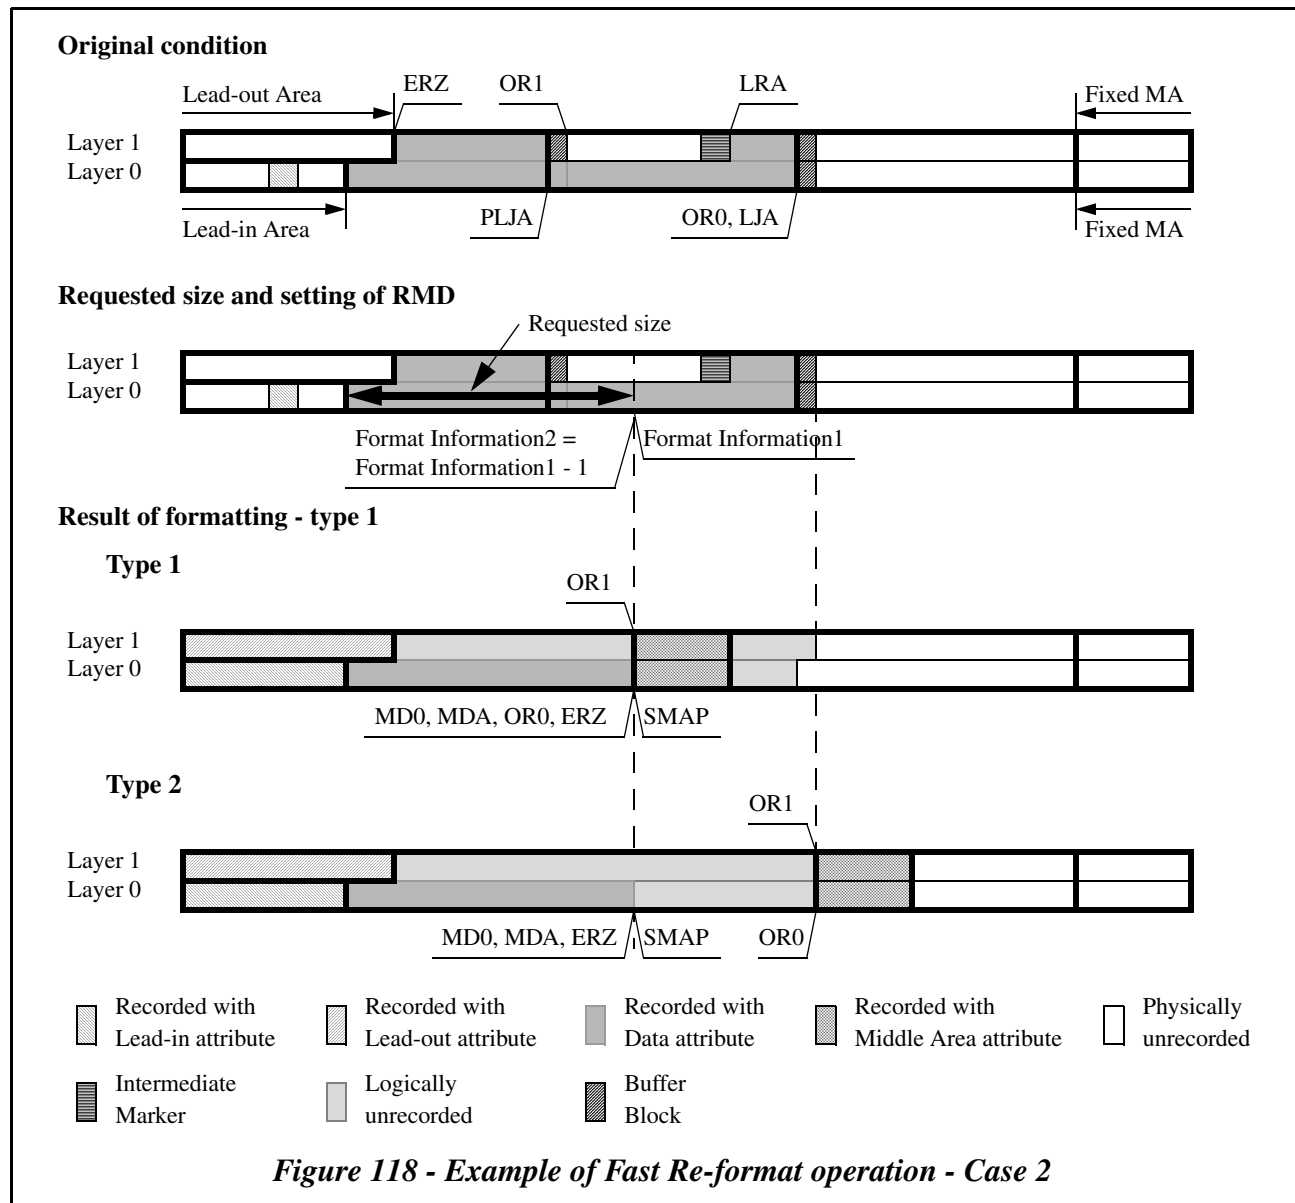 Original condition
ERZ OR1 LRA
Lead-out Area Fixed MA
Layer 1
Layer 0
PLJA OR0, LJA
Lead-in Area Fixed MA
Requested size and setting of RMD
Requested size
Layer 1
Layer 0
Format Information2 = Format Information1
Format Information1 - 1
Result of formatting - type 1
Type 1
OR1
Layer 1
Layer 0
MD0, MDA, OR0, ERZ SMAP
Type 2
OR1
Layer 1
Layer 0
MD0, MDA, ERZ SMAP OR0
Recorded with Lead-in attribute
Recorded with Lead-out attribute
Recorded with Data attribute
Recorded with Middle Area attribute
Physically unrecorded
Intermediate Marker
Logically unrecorded
Buffer Block
Figure 118 - Example of Fast Re-format operation - Case 2